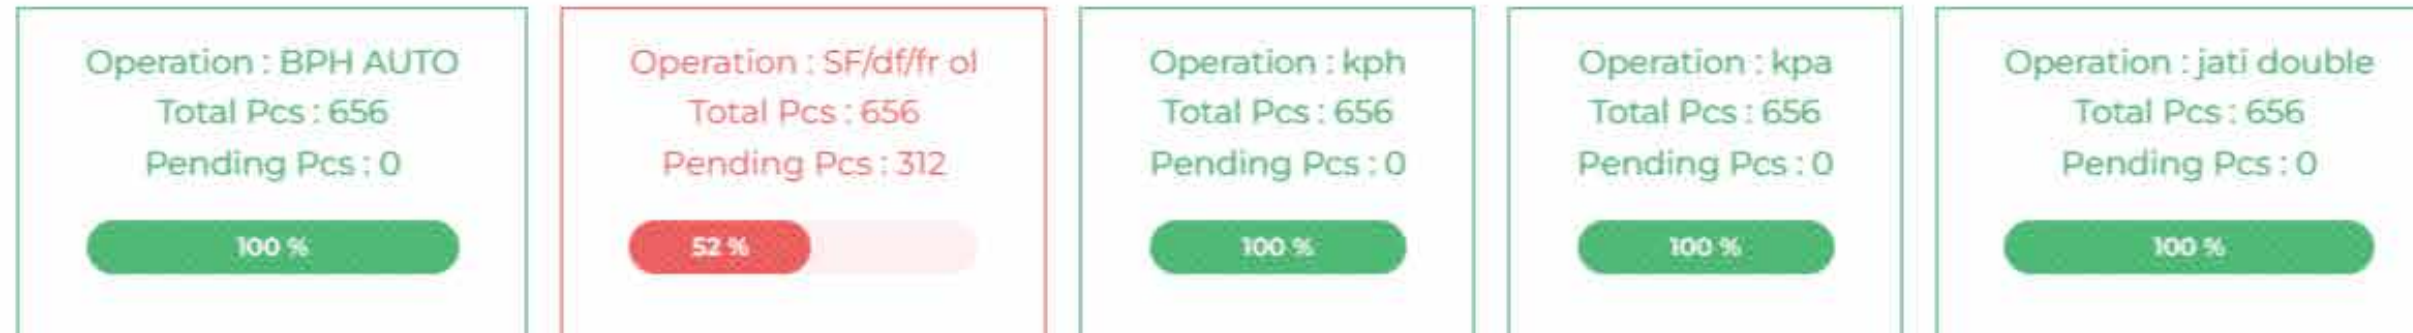 Operation : BPH AUTO
Total Pcs : 656
Pending Pcs : 0
100 %
Operation : SF/df/fr ol
Total Pcs : 656
Pending Pcs : 312
52 %
Operation : kph
Total Pcs : 656
Pending Pcs : 0
100 %
Operation : kpa
Total Pcs : 656
Pending Pcs : 0
100 %
Operation : jati double
Total Pcs : 656
Pending Pcs : 0
100 %